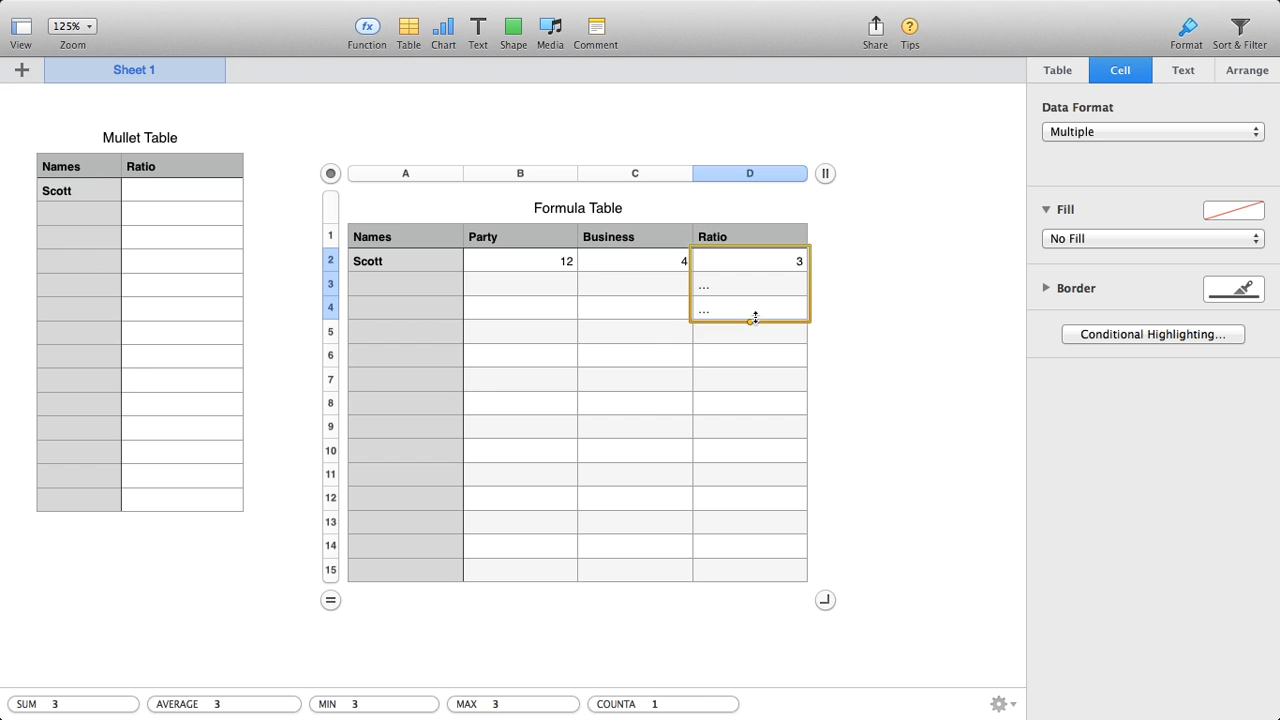 125%
View
Zoom
fx
Function
Table
Chart
Text
Shape
Media
Comment
Share
?
Tips
Format
Sort & Filter
+
Sheet 1
Table
Cell
Text
Arrange
Data Format
Multiple
Fill
No Fill
Border
Conditional Highlighting...
Mullet Table
Names Ratio
Scott
A B C D
Formula Table
1 Names Party Business Ratio
2 Scott 12 4 3
3 ...
4 ...
5
6
7
8
9
10
11
12
13
14
15
=
SUM 3
AVERAGE 3
MIN 3
MAX 3
COUNTA 1